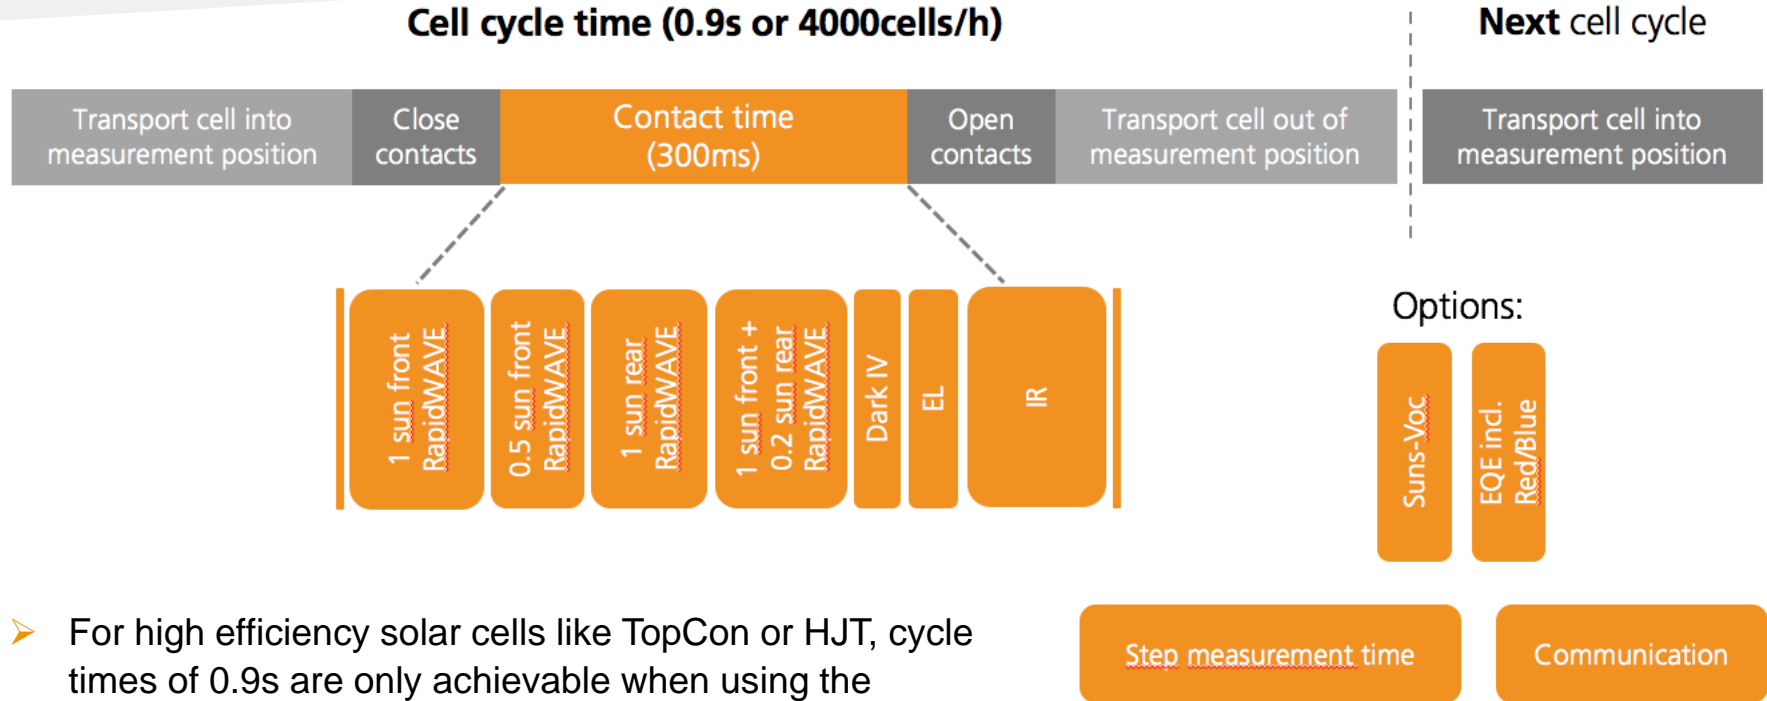 Cell cycle time (0.9s or 4000cells/h)
Next cell cycle
Transport cell into
measurement position
Close
contacts
Contact time
(300ms)
Open
contacts
Transport cell out of
measurement position
Transport cell into
measurement position
1 sun front
RapidWAVE
0.5 sun front
RapidWAVE
1 sun rear
RapidWAVE
1 sun front +
0.2 sun rear
RapidWAVE
Dark IV
EL
IR
Options:
Suns-Voc
EQE incl.
Red/Blue
For high efficiency solar cells like TopCon or HJT, cycle
times of 0.9s are only achievable when using the
Step measurement time
Communication